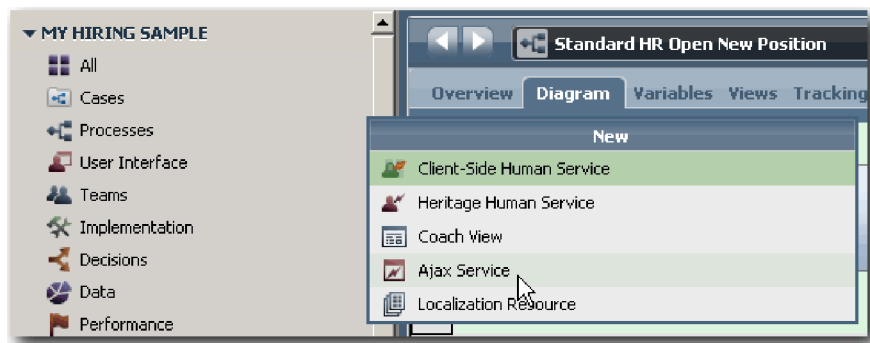 MY HIRING SAMPLE
All
Cases
Processes
User Interface
Teams
Implementation
Decisions
Data
Performance
Standard HR Open New Position
Overview Diagram Variables Views Tracking
New
Client-Side Human Service
Heritage Human Service
Coach View
Ajax Service
Localization Resource